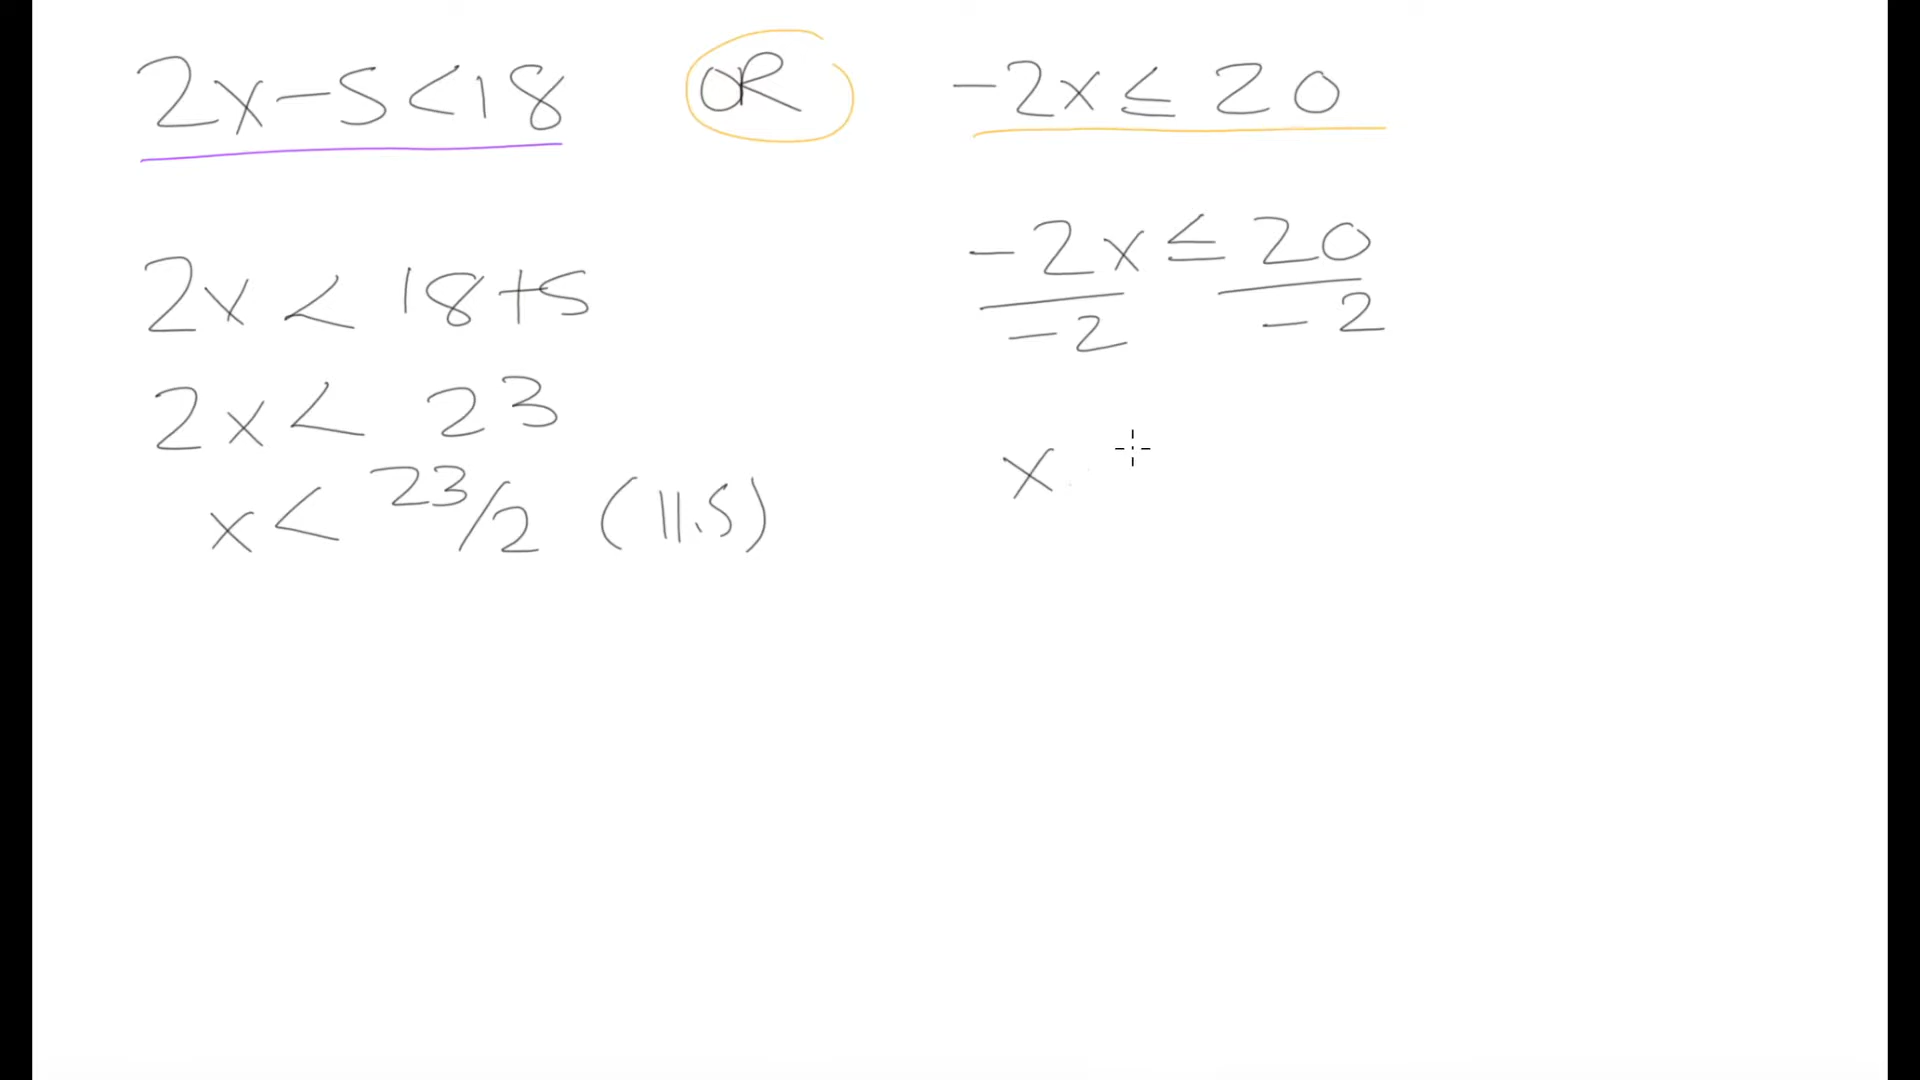 2x-5<18 OR -2x≤20
2x<18+5
2x<23
x<23/2 (11.5)
-2x≤20
-2 -2
x